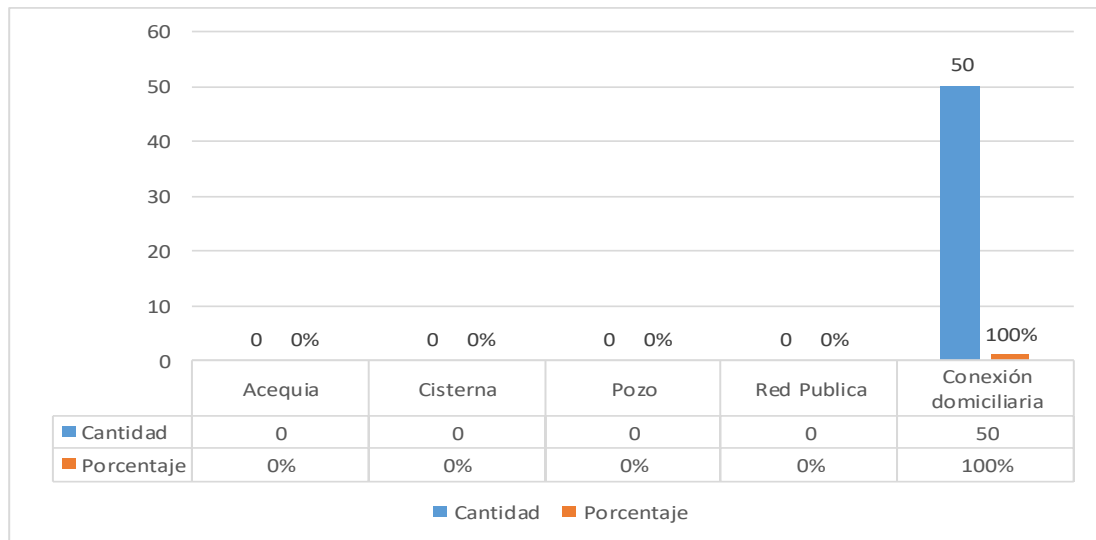 60
50
50
40
30
20
10
0 0% 0 0% 0 0% 0 0% 100%
0
Acequia Cisterna Pozo Red Publica Conexión domiciliaria
Cantidad 0 0 0 0 50
Porcentaje 0% 0% 0% 0% 100%
Cantidad Porcentaje